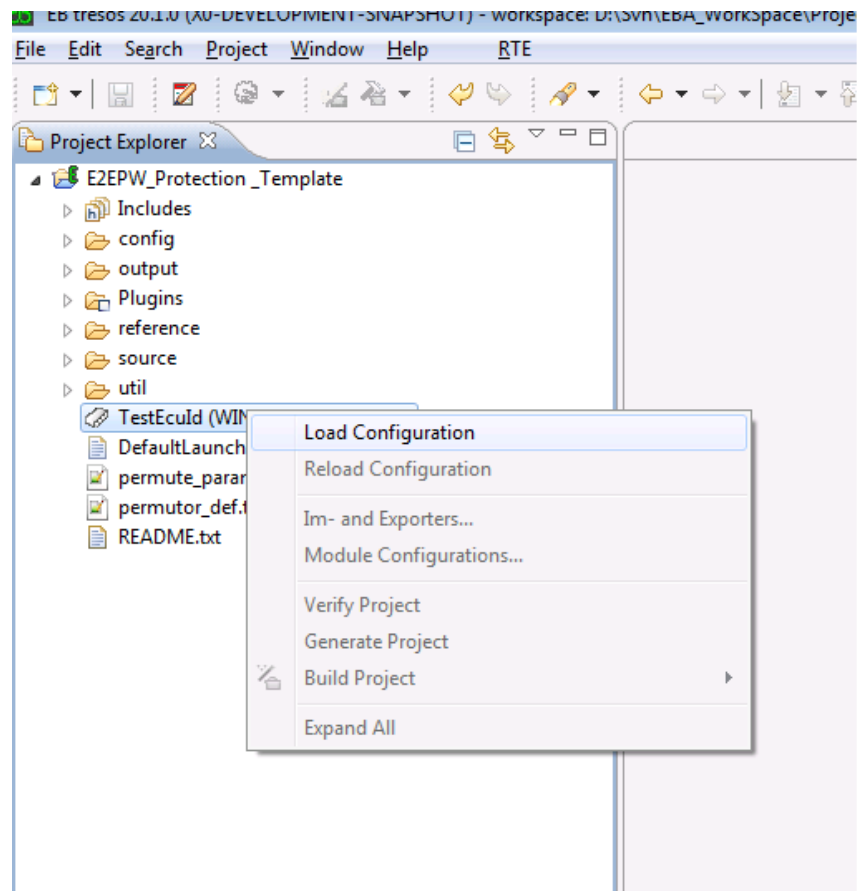 EB tresos 20.1.0 (X0-DEVELOPMENT-SNAPSHOT) - workspace: D:\Svn\EBA_WorkSpace\Proje
File Edit Search Project Window Help RTE
Project Explorer
E2EPW_Protection _Template
Includes
config
output
Plugins
reference
source
util
TestEcuId (WIN
DefaultLaunch
permute_parar
permutor_def.t
README.txt
Load Configuration
Reload Configuration
Im- and Exporters...
Module Configurations...
Verify Project
Generate Project
Build Project
Expand All